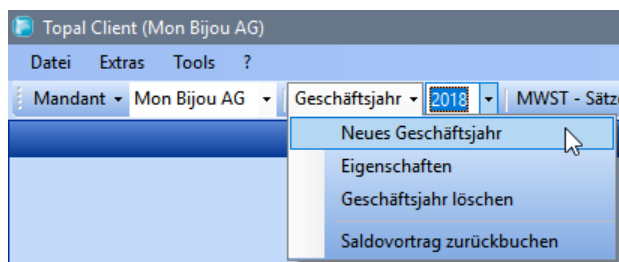 Topal Client (Mon Bijou AG)
Datei Extras Tools ?
Mandant Mon Bijou AG Geschäftsjahr 2018 MWST - Sätz
Neues Geschäftsjahr
Eigenschaften
Geschäftsjahr löschen
Saldovortrag zurückbuchen